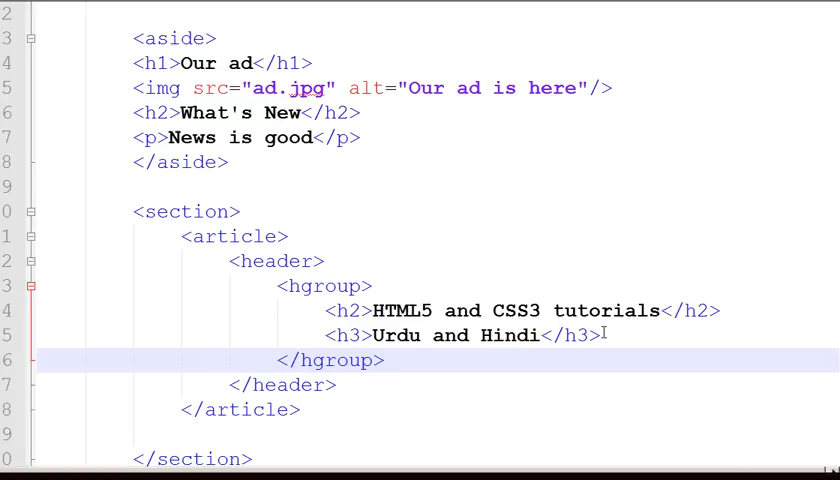 2
3 <aside>
4 <h1>Our ad</h1>
5 <img src="ad.jpg" alt="Our ad is here"/>
6 <h2>What's New</h2>
7 <p>News is good</p>
8 </aside>
9
0 <section>
1 <article>
2 <header>
3 <hgroup>
4 <h2>HTML5 and CSS3 tutorials</h2>
5 <h3>Urdu and Hindi</h3>
6 </hgroup>
7 </header>
8 </article>
9
0 </section>